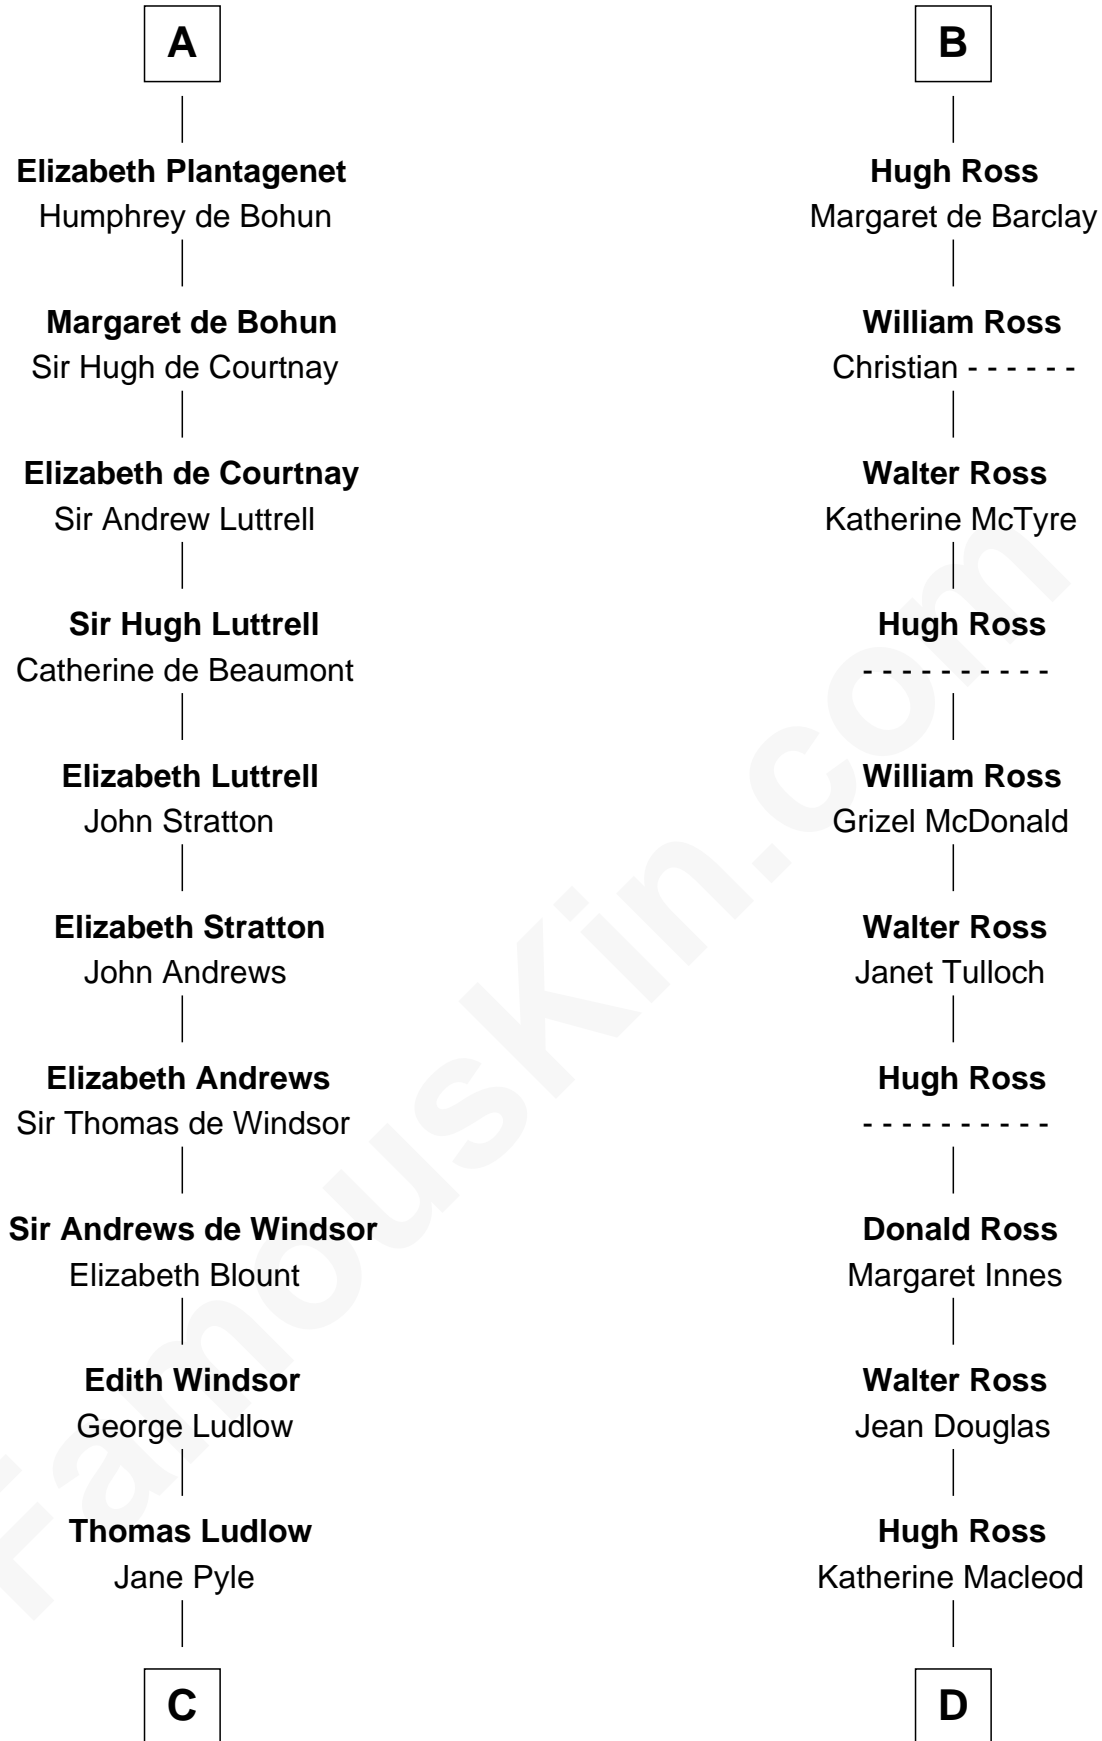 A
Elizabeth Plantagenet
Humphrey de Bohun
Margaret de Bohun
Sir Hugh de Courtnay
Elizabeth de Courtnay
Sir Andrew Luttrell
Sir Hugh Luttrell
Catherine de Beaumont
Elizabeth Luttrell
John Stratton
Elizabeth Stratton
John Andrews
Elizabeth Andrews
Sir Thomas de Windsor
Sir Andrews de Windsor
Elizabeth Blount
Edith Windsor
George Ludlow
Thomas Ludlow
Jane Pyle
C
B
Hugh Ross
Margaret de Barclay
William Ross
Christian - - - - - -
Walter Ross
Katherine McTyre
Hugh Ross
- - - - - - - - - -
William Ross
Grizel McDonald
Walter Ross
Janet Tulloch
Hugh Ross
- - - - - - - - - -
Donald Ross
Margaret Innes
Walter Ross
Jean Douglas
Hugh Ross
Katherine Macleod
D
FamousKin.com